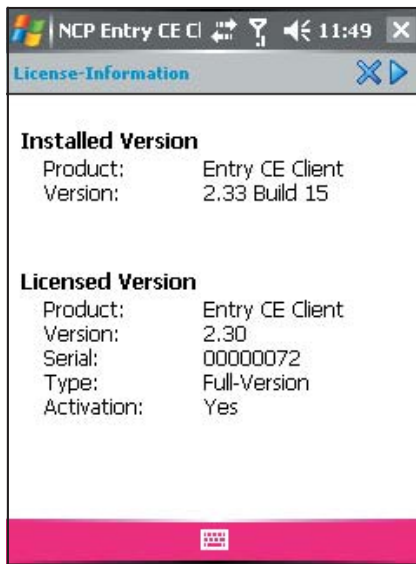 NCP Entry CE Cl 11:49
License-Information
Installed Version
Product: Entry CE Client
Version: 2.33 Build 15
Licensed Version
Product: Entry CE Client
Version: 2.30
Serial: 00000072
Type: Full-Version
Activation: Yes